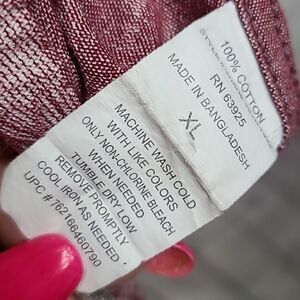 100% COTTON
RN 63925
MADE IN BANGLADESH
XL
MACHINE WASH COLD
WITH LIKE COLORS
ONLY NON-CHLORINE BLEACH
WHEN NEEDED
TUMBLE DRY LOW
REMOVE PROMPTLY
COOL IRON AS NEEDED
UPC # 762166460790